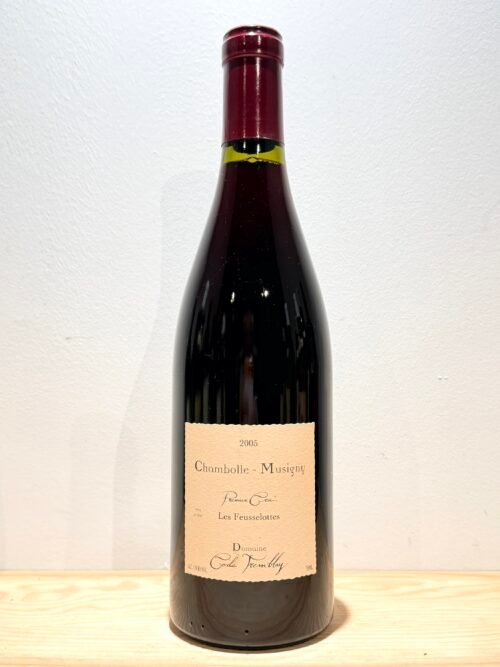 2005
Chambolle - Musigny
Premier Cru
Les Feusselottes
Domaine
Cécile Tremblay